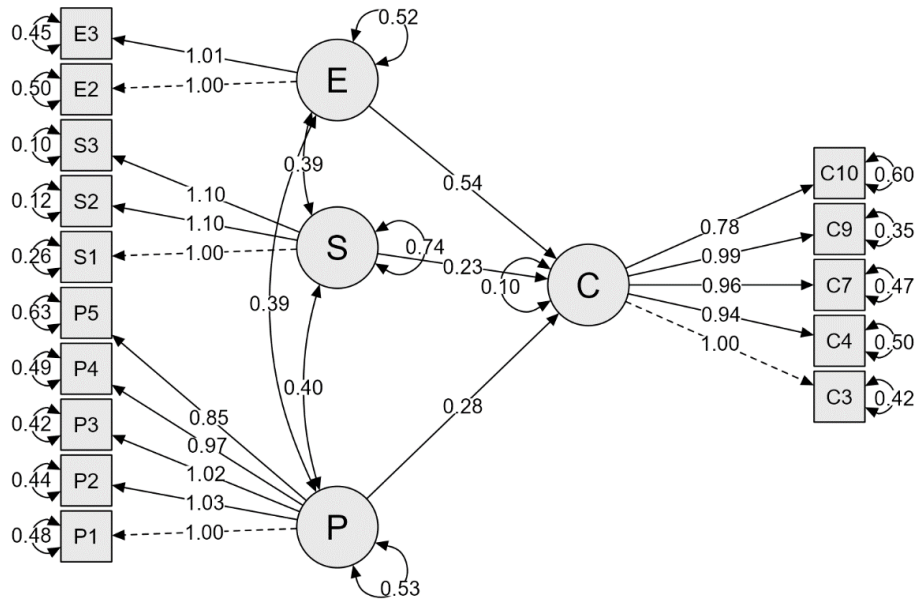 0.45 E3
0.52
1.01
E
0.50 E2
1.00
0.10 S3
0.39
C10 0.60
0.54
1.10
0.12 S2
0.78
1.10
C9 0.35
S 0.74
0.26 S1
1.00
0.99
0.23
0.10 C
0.96
C7 0.47
0.63 P5
0.39
0.94
C4 0.50
1.00
0.49 P4
0.40
C3 0.42
0.28
0.85
0.42 P3
0.97
1.02
0.44 P2
1.03
P
0.48 P1
1.00
0.53